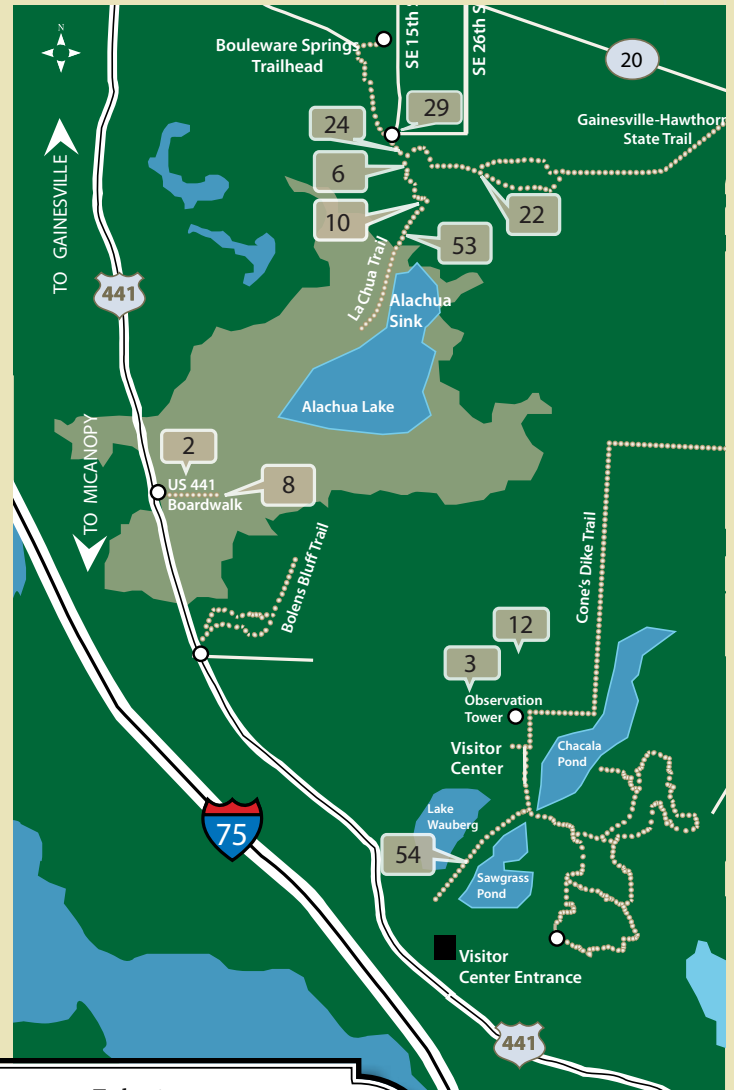 N
Bouleware Springs
Trailhead
SE 15th S
SE 26th S
20
29
24
Gainesville-Hawthorn
State Trail
6
22
10
53
TO GAINESVILLE
441
La Chua Trail
Alachua
Sink
Alachua Lake
TO MICANOPY
2
US 441
Boardwalk
8
Bolens Bluff Trail
Cone's Dike Trail
12
3
Observation
Tower
Visitor
Center
Chacala
Pond
Lake
Wauberg
75
54
Sawgrass
Pond
Visitor
Center Entrance
441